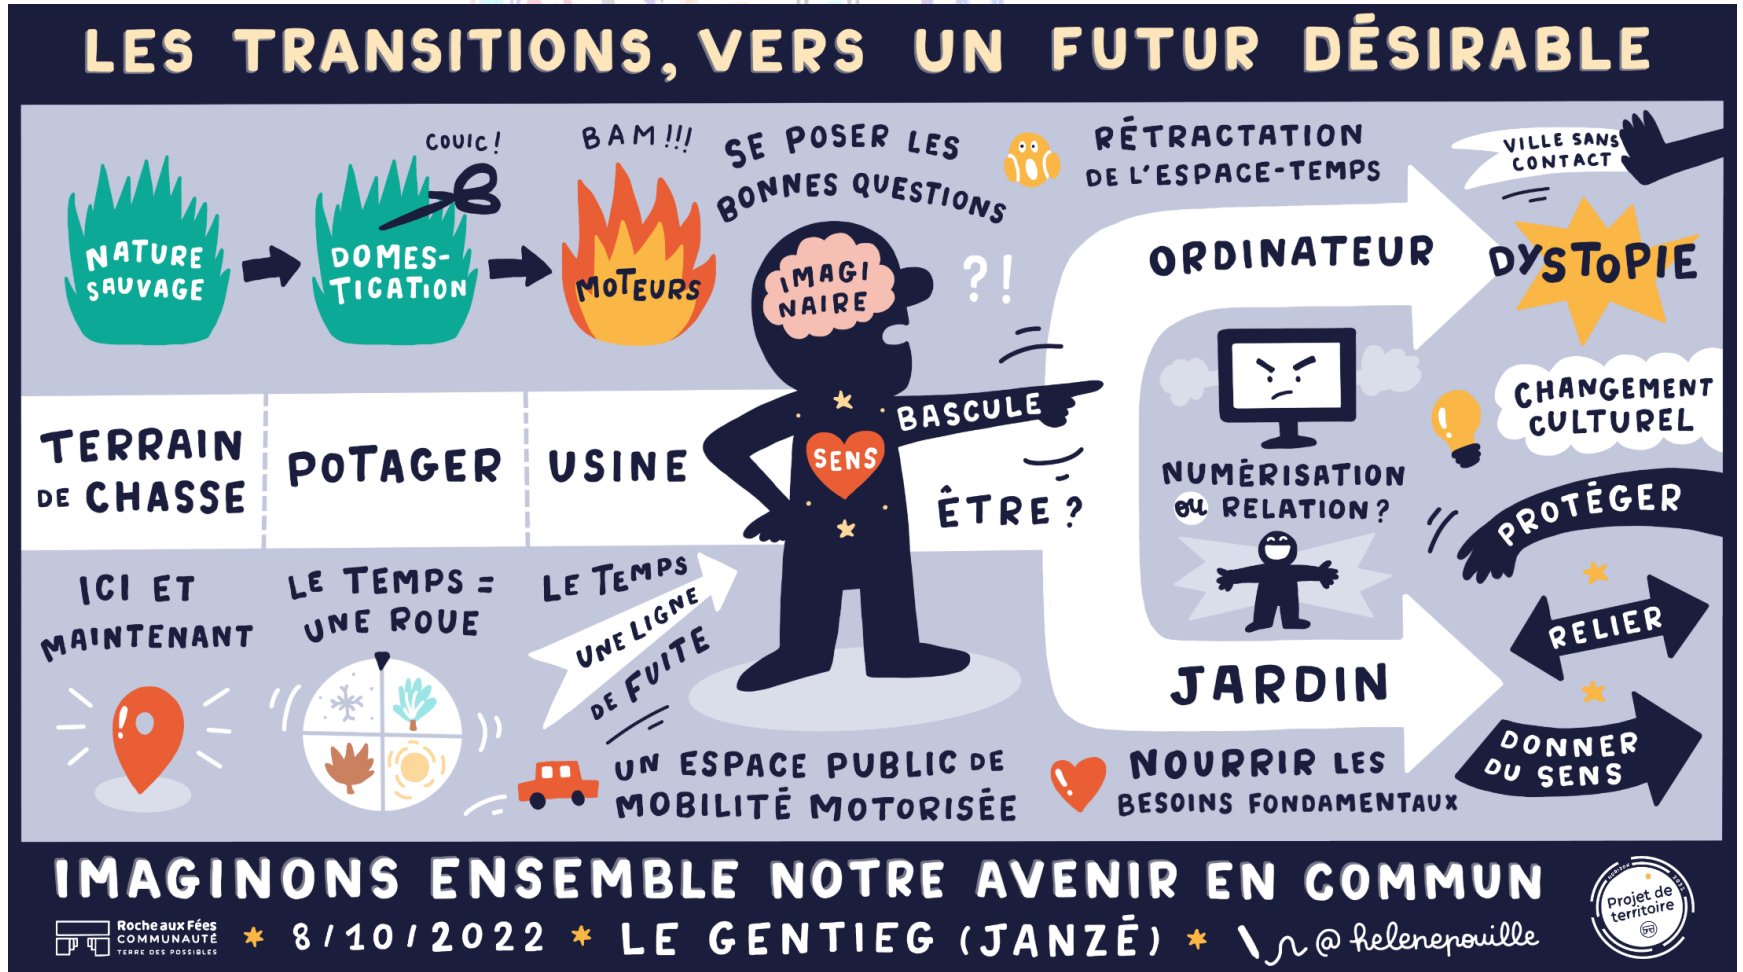 LES TRANSITIONS, VERS UN FUTUR DÉSIRABLE
NATURE
SAUVAGE
COUIC!
DOMES-
TICATION
BAM!!!
MOTEURS
SE POSER LES
BONNES QUESTIONS
IMAGI
NAIRE
?!
RÉTRACTATION
DE L'ESPACE-TEMPS
ORDINATEUR
VILLE SANS
CONTACT
DYSTOPIE
TERRAIN
DE CHASSE
POTAGER
USINE
SENS
BASCULE
ÊTRE?
NUMÉRISATION
OU RELATION?
CHANGEMENT
CULTUREL
PROTÉGER
RELIER
DONNER
DU SENS
ICI ET
MAINTENANT
LE TEMPS =
UNE ROUE
LE TEMPS
UNE LIGNE
DE FUITE
UN ESPACE PUBLIC DE
MOBILITÉ MOTORISÉE
JARDIN
NOURRIR LES
BESOINS FONDAMENTAUX
IMAGINONS ENSEMBLE NOTRE AVENIR EN COMMUN
Roche aux Fées
COMMUNAUTÉ
TERRE DES POSSIBLES
8/10/2022
LE GENTIEG (JANZÉ)
@helenepouille
Projet de
territoire